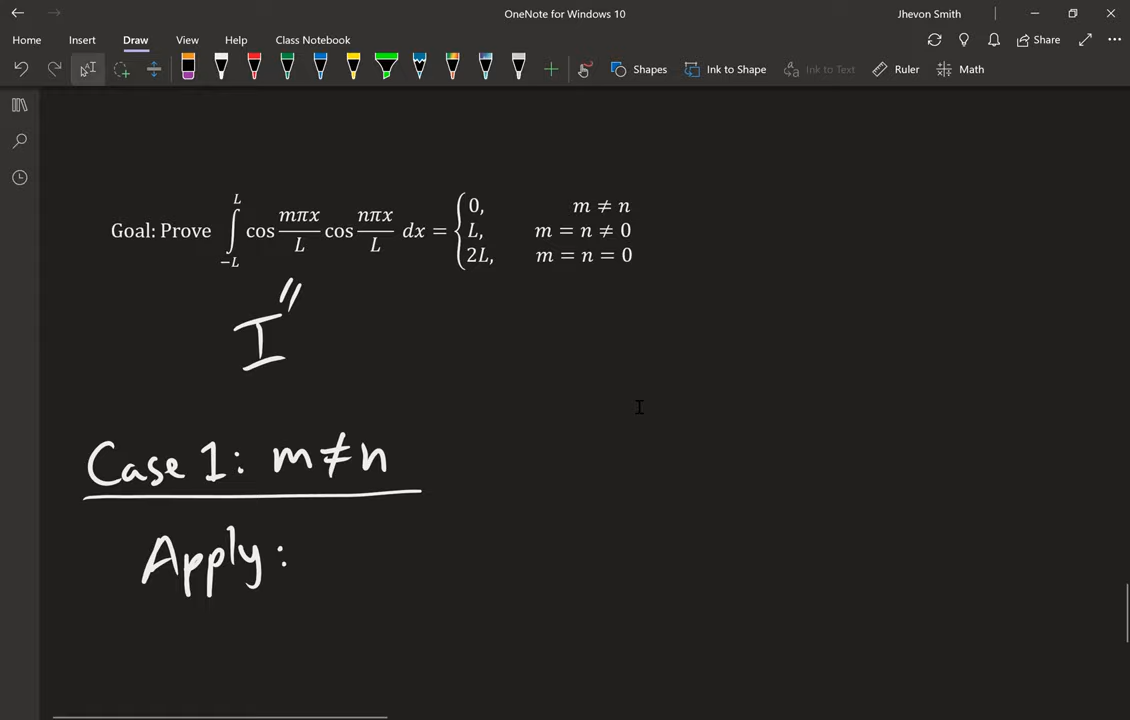 OneNote for Windows 10
Jhevon Smith
Home Insert Draw View Help Class Notebook
Share
Shapes Ink to Shape Ink to Text Ruler Math
Goal: Prove ∫_{-L}^{L} cos mπx/L cos nπx/L dx = { 0, m ≠ n
L, m = n ≠ 0
2L, m = n = 0
I''
Case 1: m ≠ n
Apply: